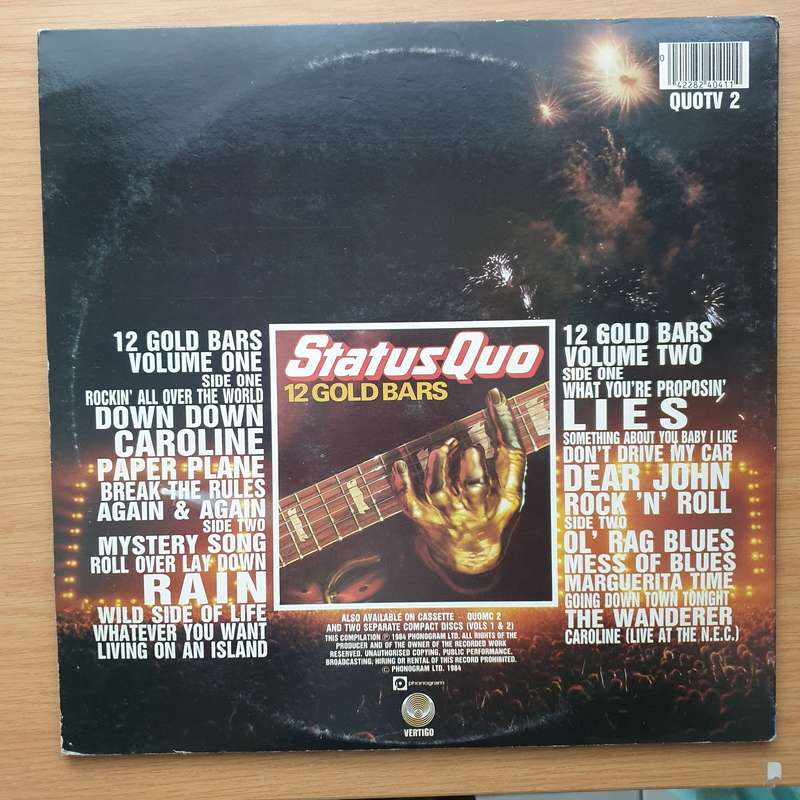 0
42282 40411
QUOTV 2
12 GOLD BARS
VOLUME ONE
SIDE ONE
ROCKIN' ALL OVER THE WORLD
DOWN DOWN
CAROLINE
PAPER PLANE
BREAK THE RULES
AGAIN & AGAIN
SIDE TWO
MYSTERY SONG
ROLL OVER LAY DOWN
RAIN
WILD SIDE OF LIFE
WHATEVER YOU WANT
LIVING ON AN ISLAND
Status Quo
12 GOLD BARS
ALSO AVAILABLE ON CASSETTE – QUOMC 2
AND TWO SEPARATE COMPACT DISCS (VOLS 1 & 2)
THIS COMPILATION Ⓟ 1984 PHONOGRAM LTD. ALL RIGHTS OF THE
PRODUCER AND OF THE OWNER OF THE RECORDED WORK
RESERVED. UNAUTHORISED COPYING, PUBLIC PERFORMANCE,
BROADCASTING, HIRING OR RENTAL OF THIS RECORD PROHIBITED.
© PHONOGRAM LTD. 1984
phonogram
VERTIGO
12 GOLD BARS
VOLUME TWO
SIDE ONE
WHAT YOU'RE PROPOSIN'
LIES
SOMETHING ABOUT YOU BABY I LIKE
DON'T DRIVE MY CAR
DEAR JOHN
ROCK 'N' ROLL
SIDE TWO
OL' RAG BLUES
MESS OF BLUES
MARGUERITA TIME
GOING DOWN TOWN TONIGHT
THE WANDERER
CAROLINE (LIVE AT THE N.E.C.)